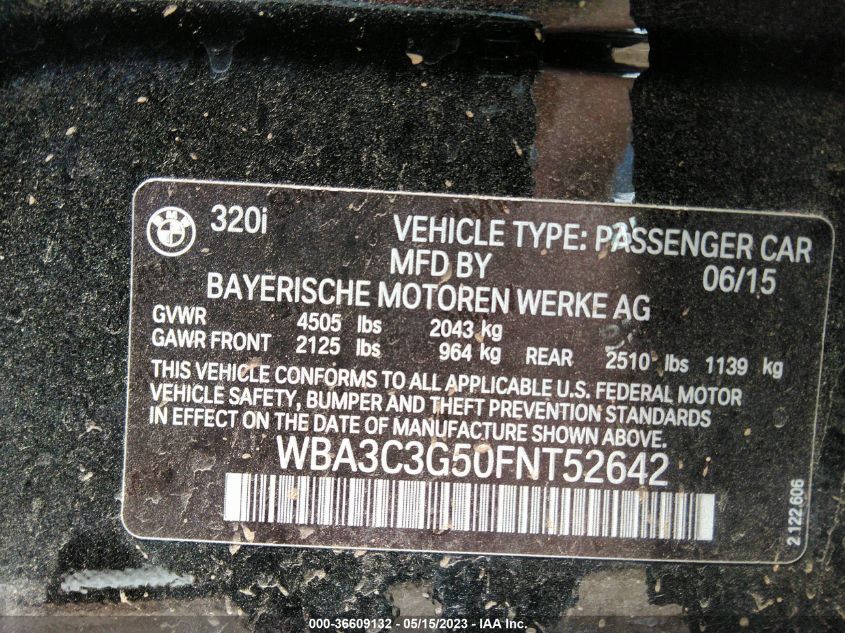 BMW
320i
VEHICLE TYPE: PASSENGER CAR
MFD BY 06/15
BAYERISCHE MOTOREN WERKE AG
GVWR 4505 lbs 2043 kg
GAWR FRONT 2125 lbs 964 kg REAR 2510 lbs 1139 kg
THIS VEHICLE CONFORMS TO ALL APPLICABLE U.S. FEDERAL MOTOR
VEHICLE SAFETY, BUMPER AND THEFT PREVENTION STANDARDS
IN EFFECT ON THE DATE OF MANUFACTURE SHOWN ABOVE.
WBA3C3G50FNT52642
2 122 606
000-36609132 - 05/15/2023 - IAA Inc.